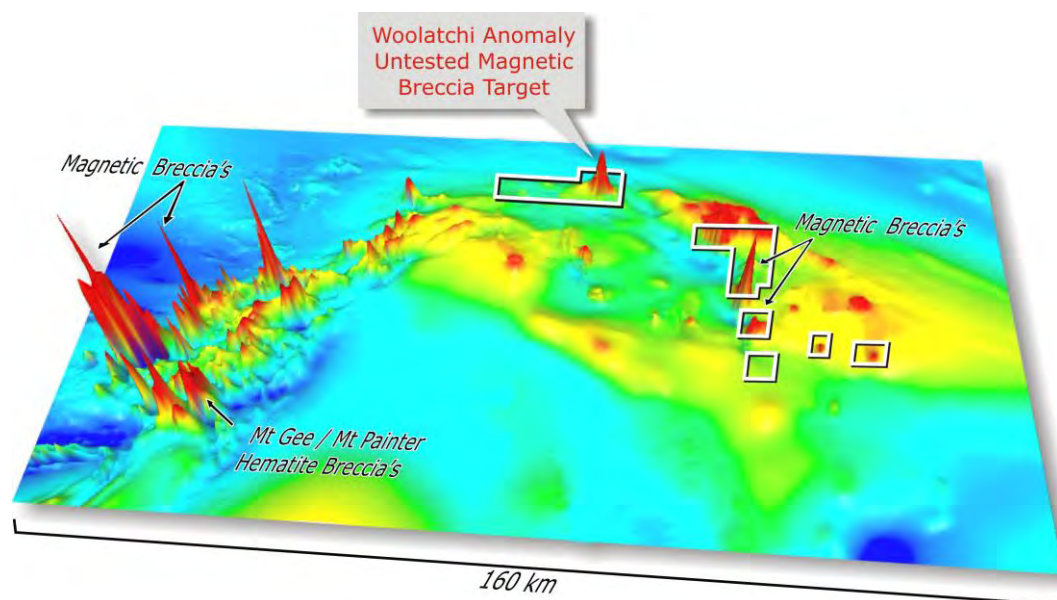 Woolatchi Anomaly
Untested Magnetic
Breccia Target
Magnetic Breccia's
Magnetic Breccia's
Mt Gee / Mt Painter
Hematite Breccia's
160 km